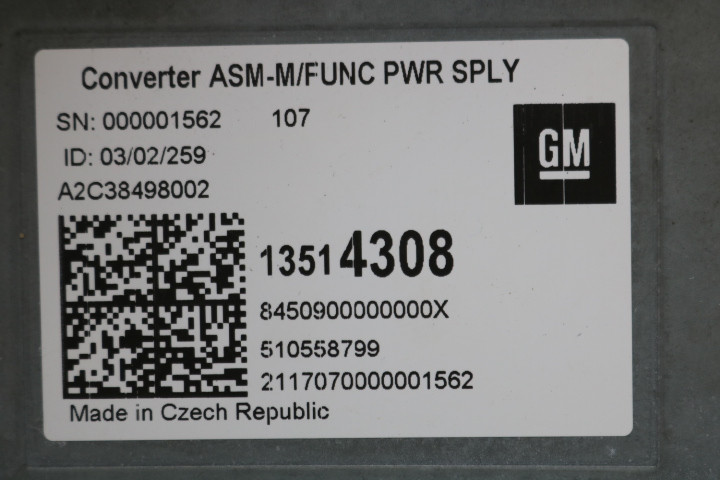 Converter ASM-M/FUNC PWR SPLY
SN: 000001562 107
ID: 03/02/259
A2C38498002
GM
13514308
8450900000000X
510558799
2117070000001562
Made in Czech Republic